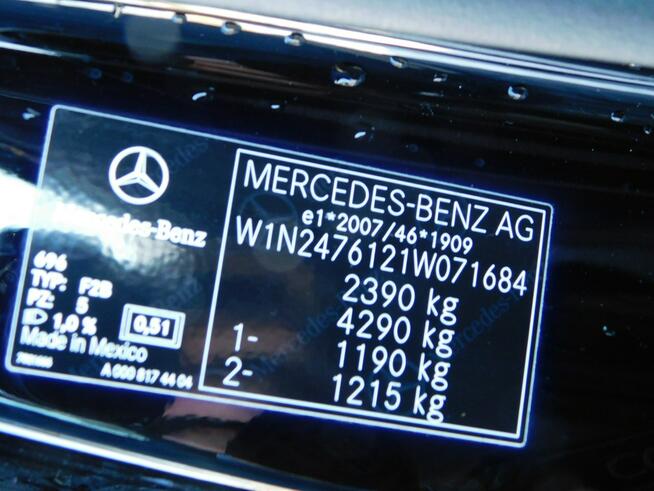 Mercedes-Benz
696
TYP: F2B
PZ: 5
1,0 % 0,51
Made in Mexico
A 000 817 44 04
MERCEDES-BENZ AG
e1*2007/46*1909
W1N2476121W071684
2390 kg
4290 kg
1- 1190 kg
2- 1215 kg